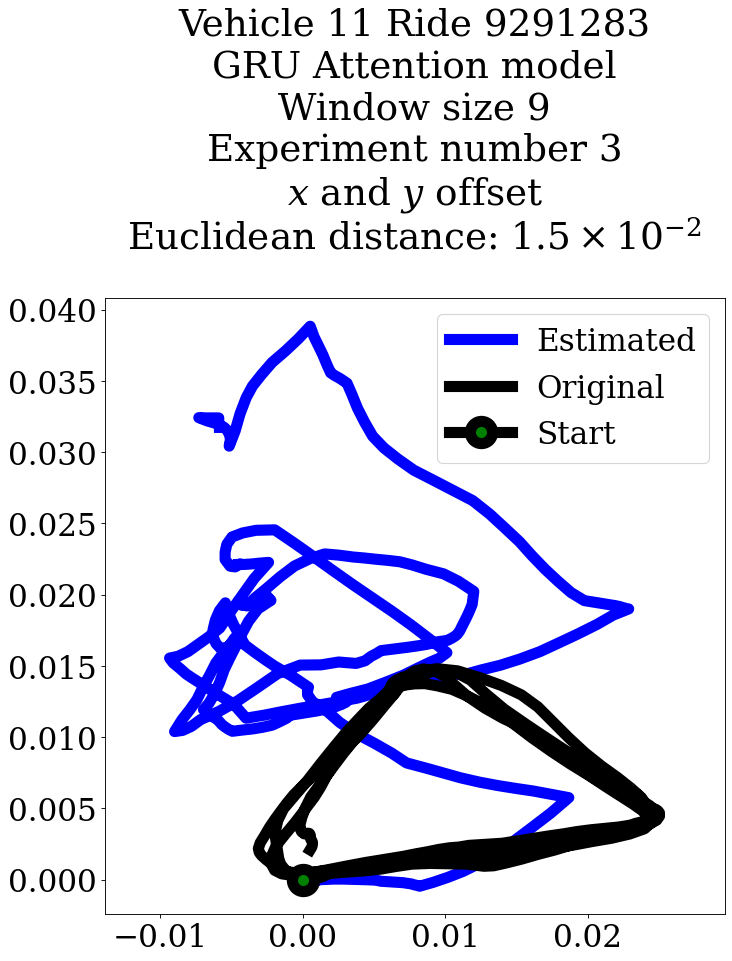 Vehicle 11 Ride 9291283
GRU Attention model
Window size 9
Experiment number 3
x and y offset
Euclidean distance: 1.5 × 10⁻²
Estimated
Original
Start
0.040
0.035
0.030
0.025
0.020
0.015
0.010
0.005
0.000
−0.01 0.00 0.01 0.02